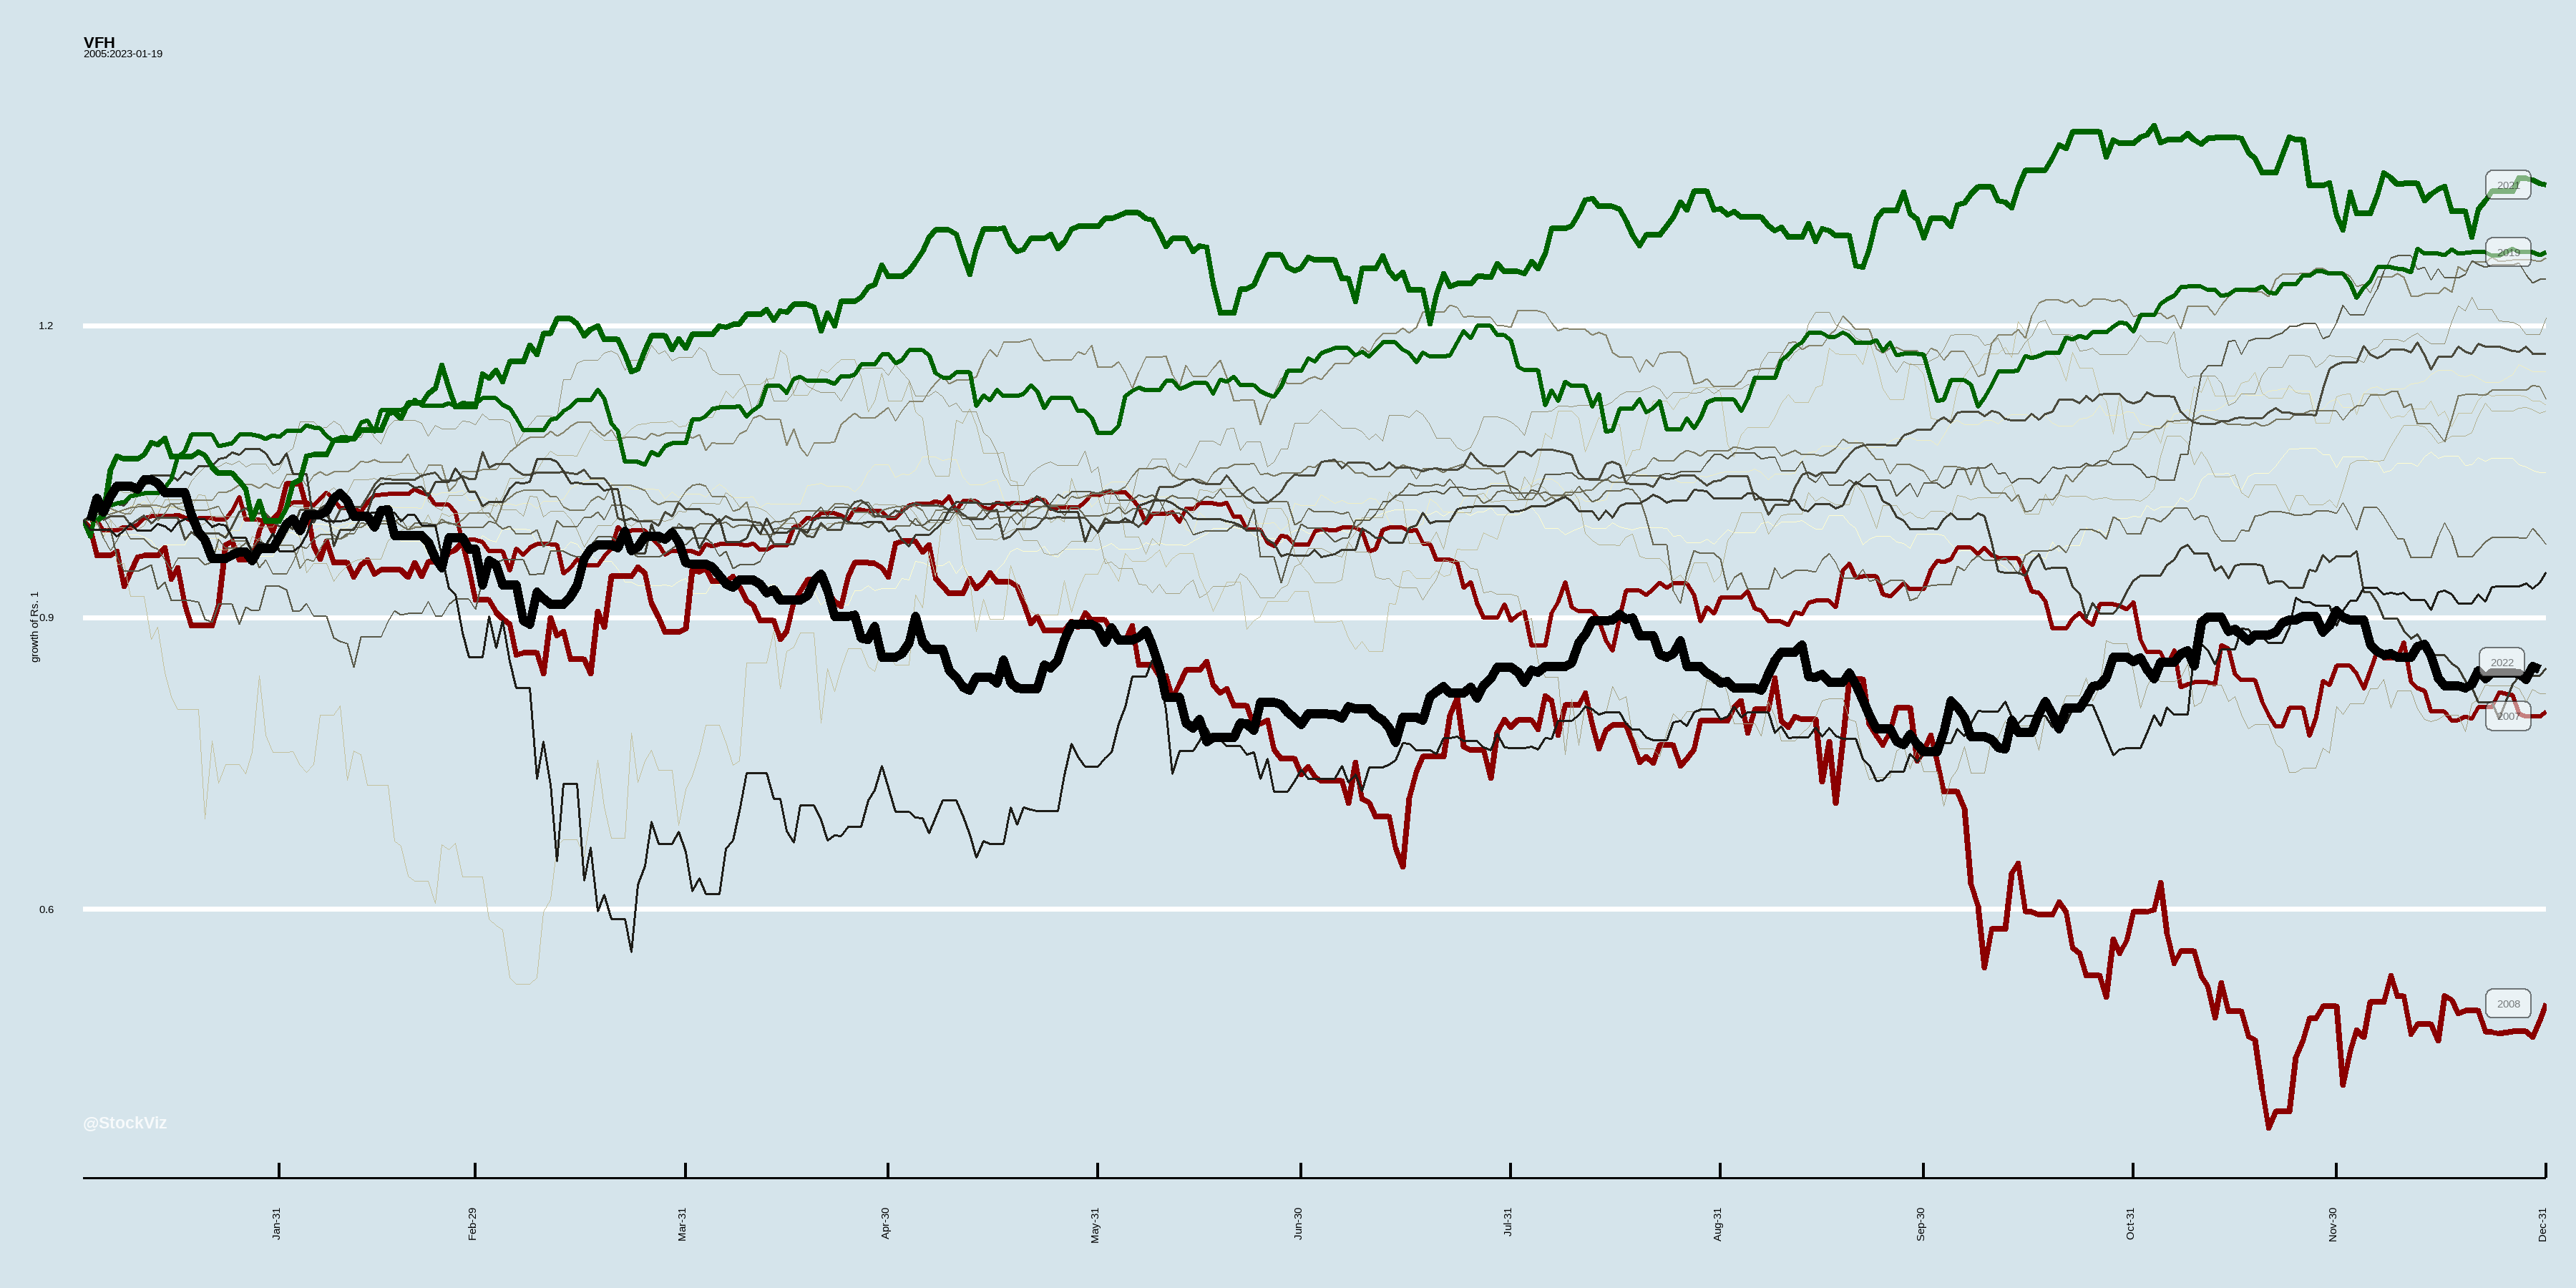 VFH
2005:2023-01-19
2021
2019
1.2
growth of Rs. 1
0.9
2022
2007
0.6
2008
@StockViz
Jan-31
Feb-29
Mar-31
Apr-30
May-31
Jun-30
Jul-31
Aug-31
Sep-30
Oct-31
Nov-30
Dec-31